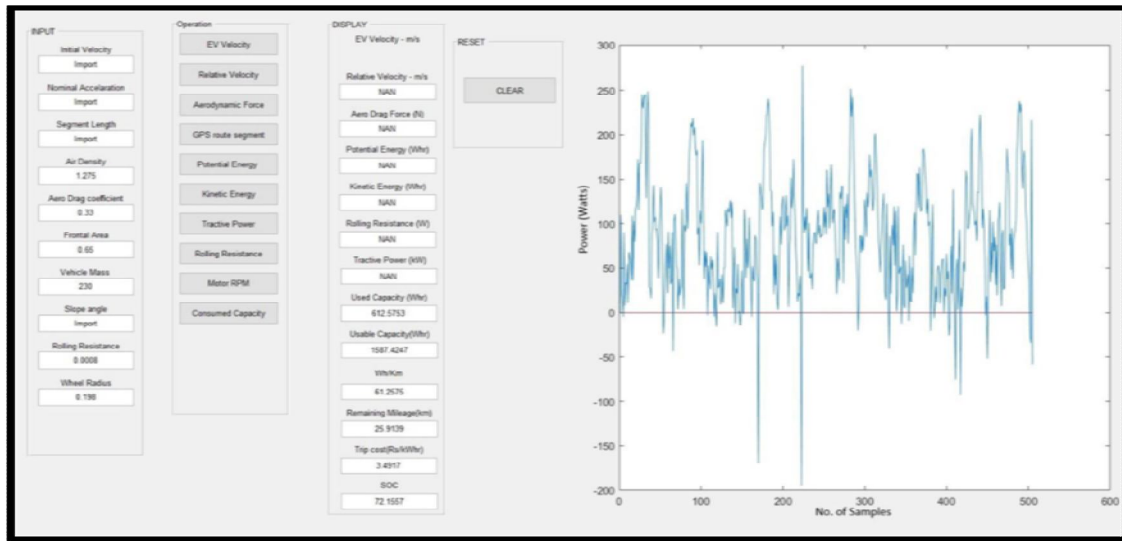 INPUT
Initial Velocity
Import
Nominal Accelaration
Import
Segment Length
Import
Air Density
1.275
Aero Drag coefficient
0.33
Frontal Area
0.65
Vehicle Mass
230
Slope angle
Import
Rolling Resistance
0.0008
Wheel Radius
0.198
Operation
EV Velocity
Relative Velocity
Aerodynamic Force
GPS route segment
Potential Energy
Kinetic Energy
Tractive Power
Rolling Resistance
Motor RPM
Consumed Capacity
DISPLAY
EV Velocity - m/s
Relative Velocity - m/s
NAN
Aero Drag Force (N)
NAN
Potential Energy (Whr)
NAN
Kinetic Energy (Whr)
NAN
Rolling Resistance (W)
NAN
Tractive Power (kW)
NAN
Used Capacity (Whr)
612.5753
Usable Capacity(Whr)
1587.4247
Wh/Km
61.2575
Remaining Mileage(km)
25.9139
Trip cost(Rs/kWhr)
3.4917
SOC
72.1557
RESET
CLEAR
300
250
200
150
100
50
0
-50
-100
-150
-200
Power (Watts)
0 100 200 300 400 500 600
No. of Samples